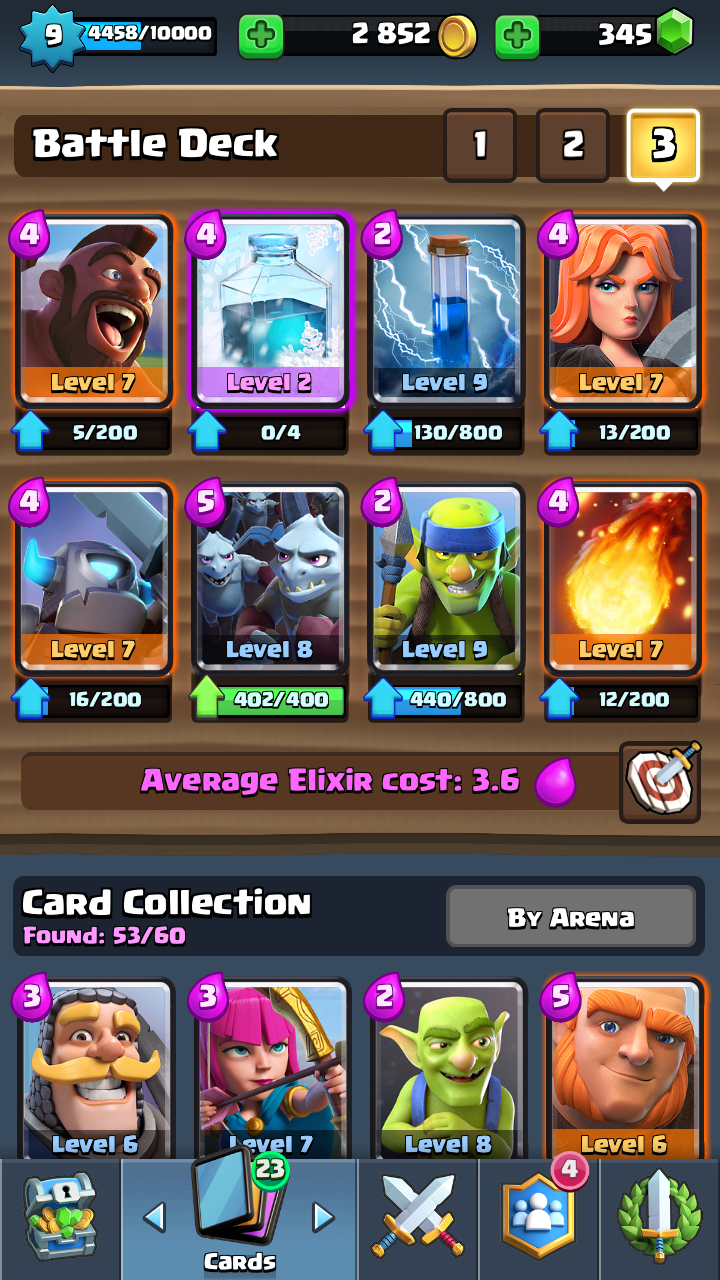 9 4458/10000 2 852 345
Battle Deck 1 2 3
4 4 2 4
Level 7 Level 2 Level 9 Level 7
5/200 0/4 130/800 13/200
4 5 2 4
Level 7 Level 8 Level 9 Level 7
16/200 402/400 440/800 12/200
Average Elixir cost: 3.6
Card Collection
Found: 53/60
By Arena
3 3 2 5
Level 6 Level 7 Level 8 Level 6
23 4
Cards